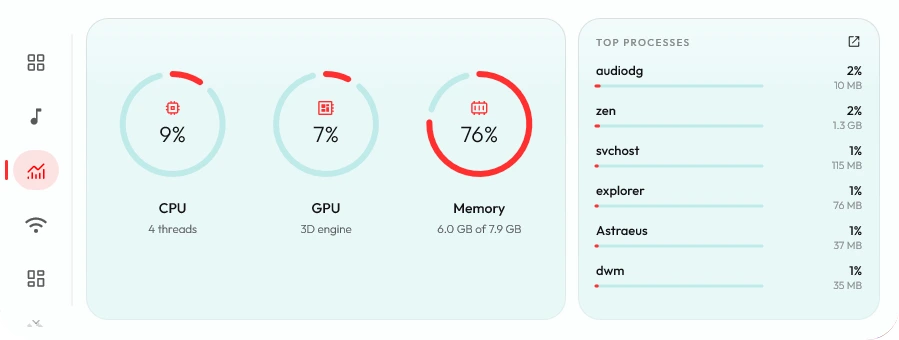 9%
7%
76%
CPU
GPU
Memory
4 threads
3D engine
6.0 GB of 7.9 GB
TOP PROCESSES
audiodg 2%
10 MB
zen 2%
1.3 GB
svchost 1%
115 MB
explorer 1%
76 MB
Astraeus 1%
37 MB
dwm 1%
35 MB